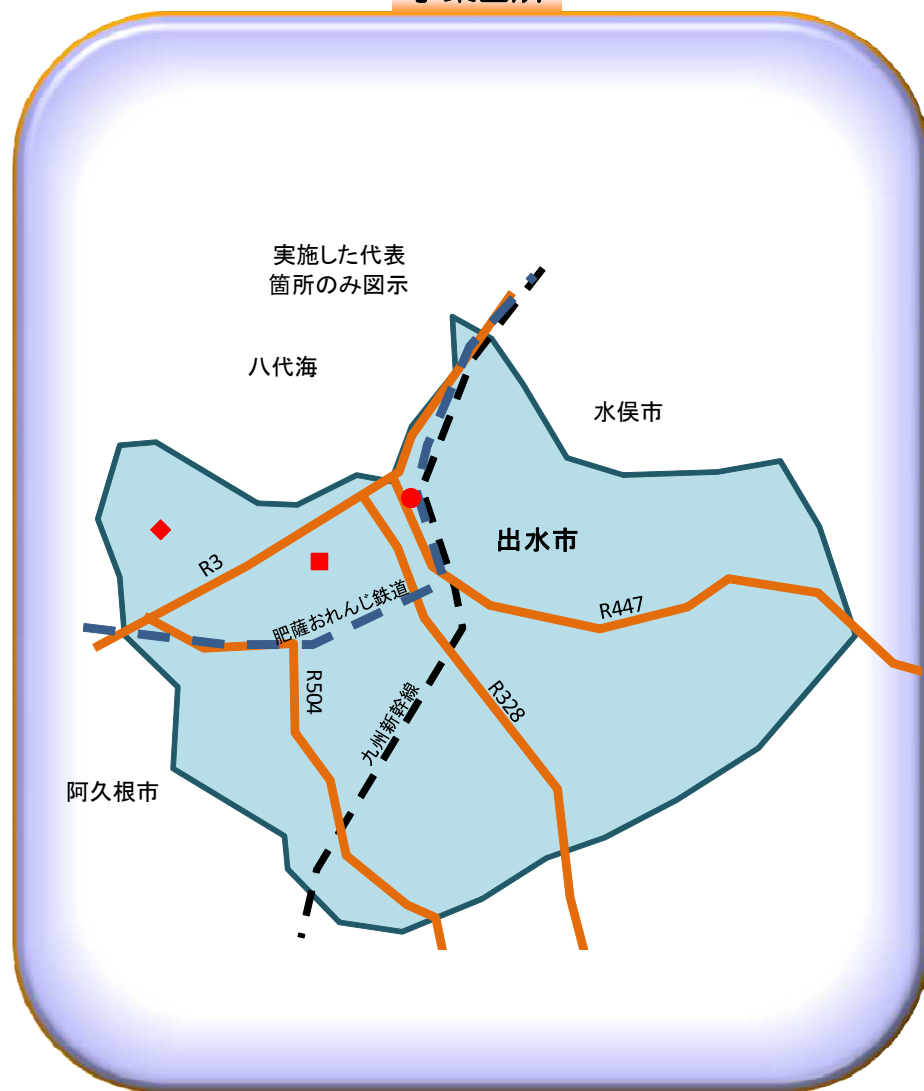 実施した代表
箇所のみ図示
八代海
水俣市
出水市
R3
肥薩おれんじ鉄道
R447
R504
R328
九州新幹線
阿久根市